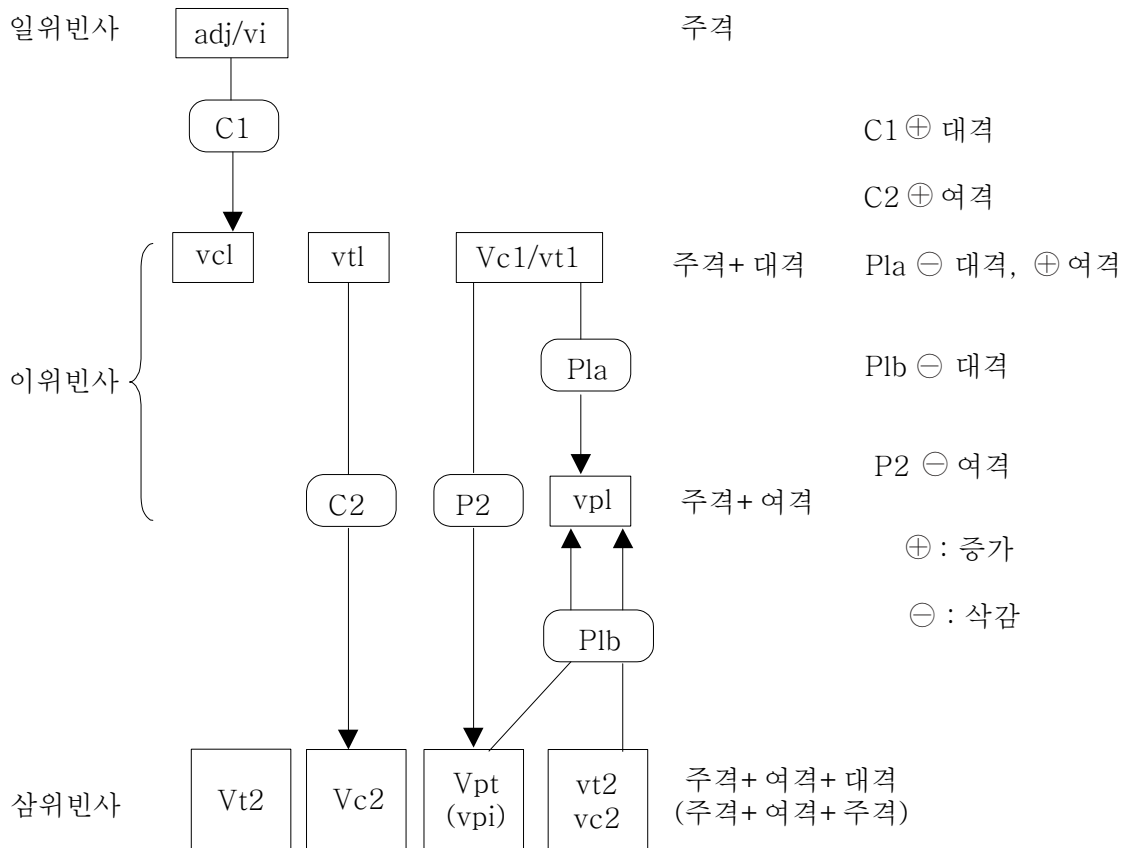 일위빈사 adj/vi 주격
C1
C1 ⊕ 대격
C2 ⊕ 여격
vcl vtl Vc1/vt1 주격+ 대격 Pla ⊖ 대격, ⊕ 여격
이위빈사 Pla Plb ⊖ 대격
P2 ⊖ 여격
C2 P2 vpl 주격+ 여격
⊕ : 증가
⊖ : 삭감
Plb
삼위빈사 Vt2 Vc2 Vpt vt2 주격+ 여격+ 대격
(vpi) vc2 (주격+ 여격+ 주격)